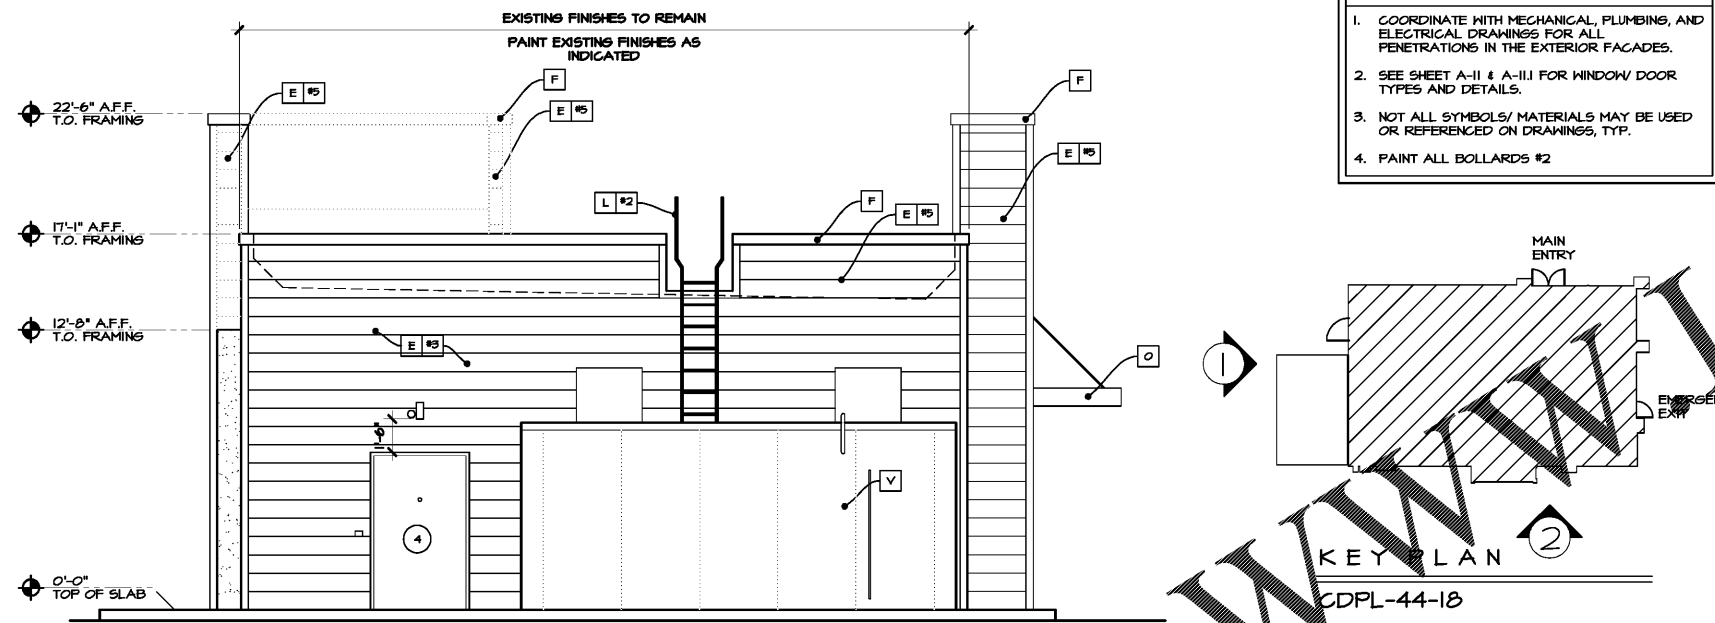 EXISTING FINISHES TO REMAIN
PAINT EXISTING FINISHES AS
INDICATED
E #5
F
E #5
F
E #5
22'-6" A.F.F.
T.O. FRAMING
L #2
F
E #5
17'-1" A.F.F.
T.O. FRAMING
12'-8" A.F.F.
T.O. FRAMING
E #3
O
1'-6"
V
4
0'-0"
TOP OF SLAB
1. COORDINATE WITH MECHANICAL, PLUMBING, AND
ELECTRICAL DRAWINGS FOR ALL
PENETRATIONS IN THE EXTERIOR FACADES.
2. SEE SHEET A-11 & A-11.1 FOR WINDOW/ DOOR
TYPES AND DETAILS.
3. NOT ALL SYMBOLS/ MATERIALS MAY BE USED
OR REFERENCED ON DRAWINGS, TYP.
4. PAINT ALL BOLLARDS #2
MAIN
ENTRY
1
EXIT
2
KEY PLAN
CDPL-44-18
WWW